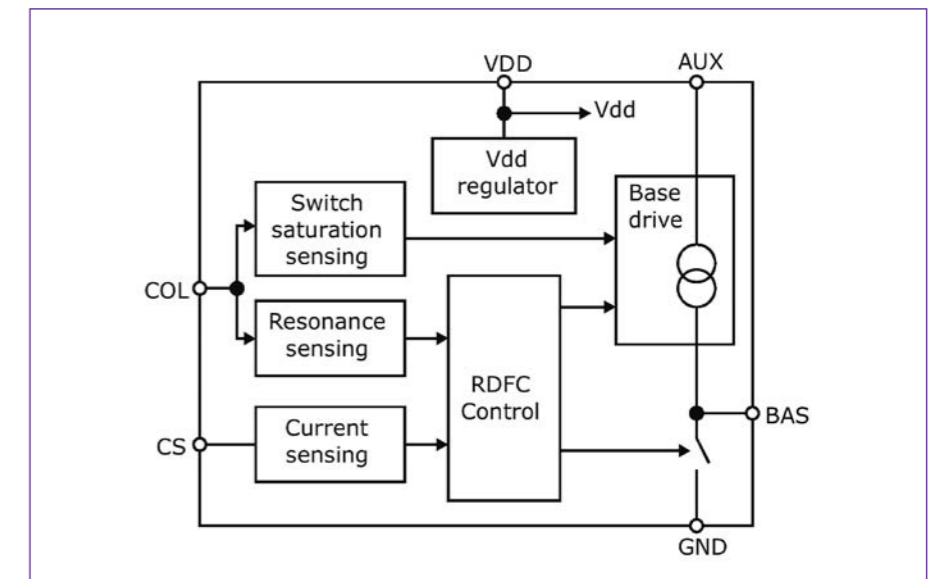 VDD
AUX
Vdd
Vdd
regulator
Base
drive
Switch
saturation
sensing
COL
Resonance
sensing
RDFC
Control
BAS
CS
Current
sensing
GND